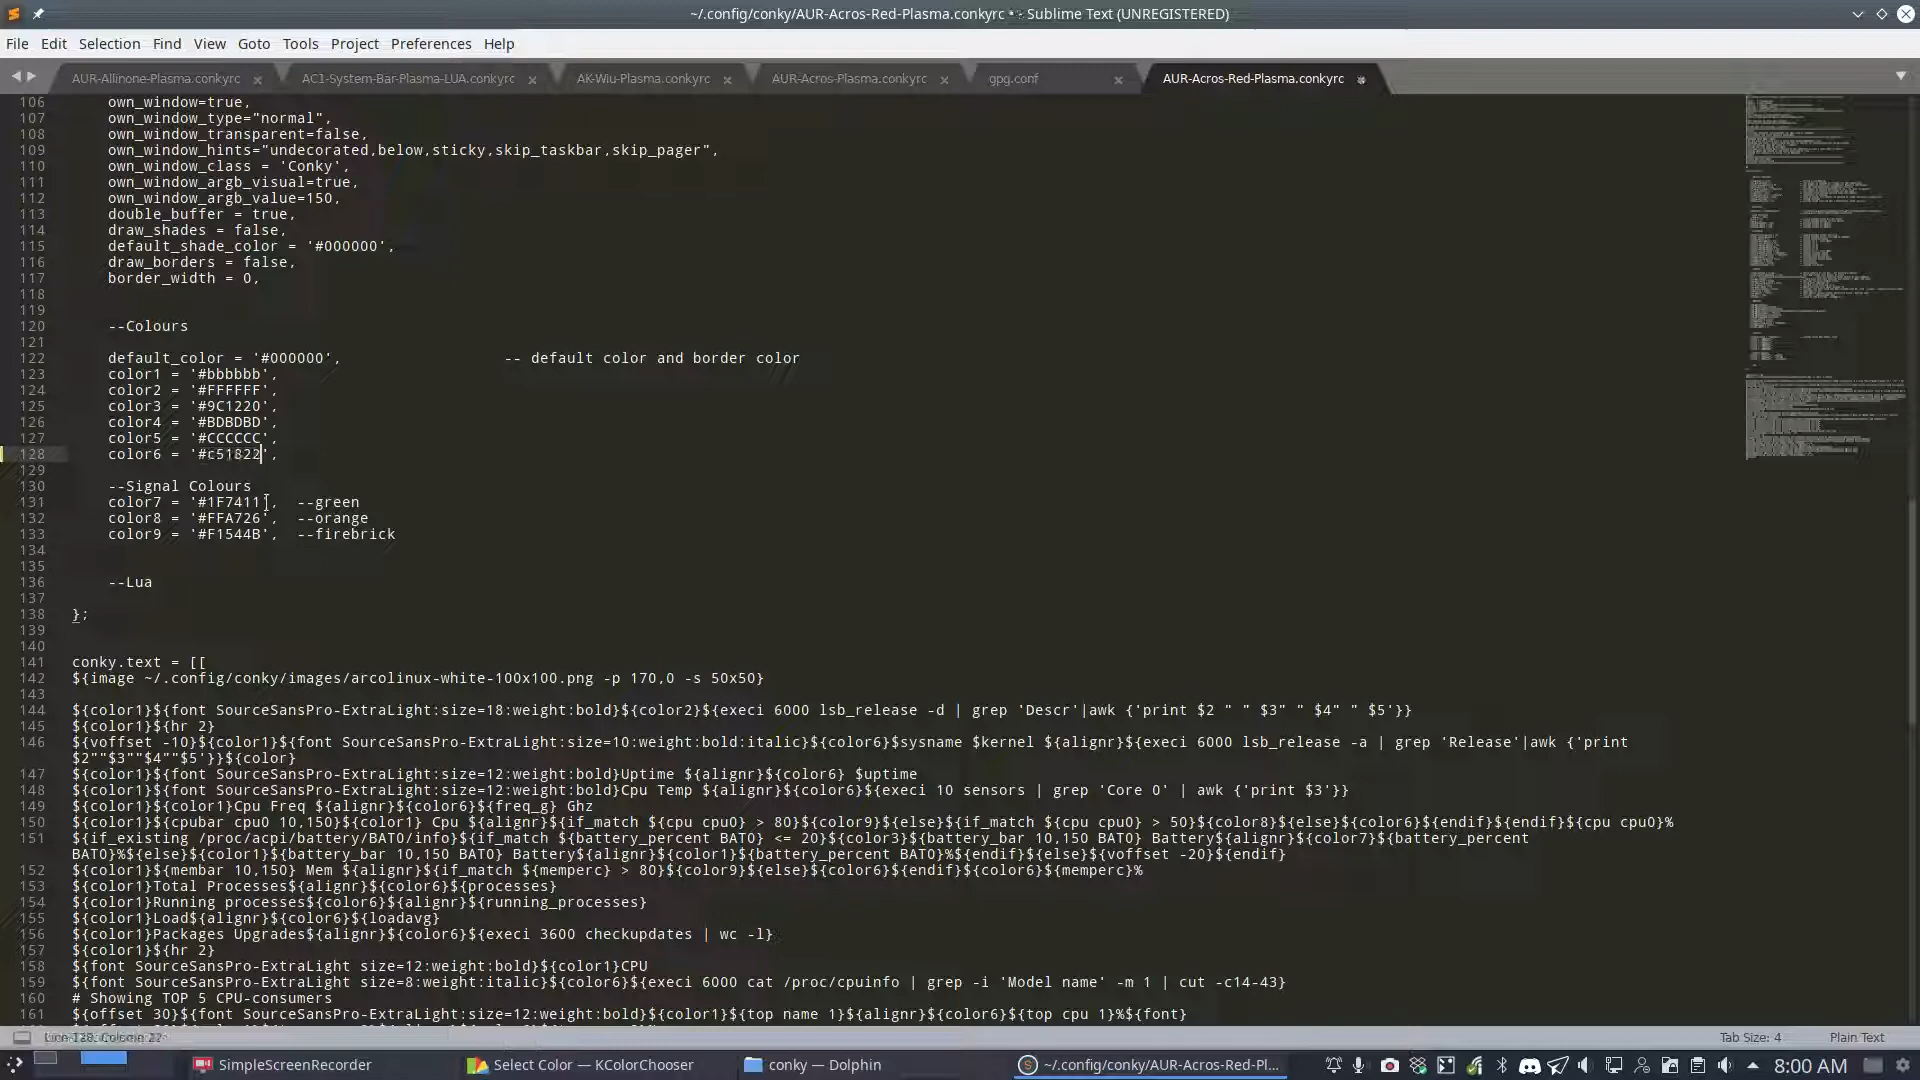 ~/.config/conky/AUR-Acros-Red-Plasma.conkyrc • - Sublime Text (UNREGISTERED)
File Edit Selection Find View Goto Tools Project Preferences Help
AUR-Allinone-Plasma.conkyrc AC1-System-Bar-Plasma-LUA.conkyrc AK-Wiu-Plasma.conkyrc AUR-Acros-Plasma.conkyrc gpg.conf AUR-Acros-Red-Plasma.conkyrc
106 own_window=true,
107 own_window_type="normal",
108 own_window_transparent=false,
109 own_window_hints="undecorated,below,sticky,skip_taskbar,skip_pager",
110 own_window_class = 'Conky',
111 own_window_argb_visual=true,
112 own_window_argb_value=150,
113 double_buffer = true,
114 draw_shades = false,
115 default_shade_color = '#000000',
116 draw_borders = false,
117 border_width = 0,
118
119
120 --Colours
121
122 default_color = '#000000', -- default color and border color
123 color1 = '#bbbbbb',
124 color2 = '#FFFFFF',
125 color3 = '#9C1220',
126 color4 = '#BDBDBD',
127 color5 = '#CCCCCC',
128 color6 = '#c51822',
129
130 --Signal Colours
131 color7 = '#1F7411', --green
132 color8 = '#FFA726', --orange
133 color9 = '#F1544B', --firebrick
134
135
136 --Lua
137
138 };
139
140
141 conky.text = [[
142 ${image ~/.config/conky/images/arcolinux-white-100x100.png -p 170,0 -s 50x50}
143
144 ${color1}${font SourceSansPro-ExtraLight:size=18:weight:bold}${color2}${execi 6000 lsb_release -d | grep 'Descr'|awk {'print $2 " " $3" " $4" " $5'}}
145 ${color1}${hr 2}
146 ${voffset -10}${color1}${font SourceSansPro-ExtraLight:size=10:weight:bold:italic}${color6}$sysname $kernel ${alignr}${execi 6000 lsb_release -a | grep 'Release'|awk {'print
$2""$3""$4""$5'}}${color}
147 ${color1}${font SourceSansPro-ExtraLight:size=12:weight:bold}Uptime ${alignr}${color6} $uptime
148 ${color1}${font SourceSansPro-ExtraLight:size=12:weight:bold}Cpu Temp ${alignr}${color6}${execi 10 sensors | grep 'Core 0' | awk {'print $3'}}
149 ${color1}${color1}Cpu Freq ${alignr}${color6}${freq_g} Ghz
150 ${color1}${cpubar cpu0 10,150}${color1} Cpu ${alignr}${if_match ${cpu cpu0} > 80}${color9}${else}${if_match ${cpu cpu0} > 50}${color8}${else}${color6}${endif}${endif}${cpu cpu0}%
151 ${if_existing /proc/acpi/battery/BAT0/info}${if_match ${battery_percent BAT0} <= 20}${color3}${battery_bar 10,150 BAT0} Battery${alignr}${color7}${battery_percent
BAT0}%${else}${color1}${battery_bar 10,150 BAT0} Battery${alignr}${color1}${battery_percent BAT0}%${endif}${else}${voffset -20}${endif}
152 ${color1}${membar 10,150} Mem ${alignr}${if_match ${memperc} > 80}${color9}${else}${color6}${endif}${color6}${memperc}%
153 ${color1}Total Processes${alignr}${color6}${processes}
154 ${color1}Running processes${color6}${alignr}${running_processes}
155 ${color1}Load${alignr}${color6}${loadavg}
156 ${color1}Packages Upgrades${alignr}${color6}${execi 3600 checkupdates | wc -l}
157 ${color1}${hr 2}
158 ${font SourceSansPro-ExtraLight size=12:weight:bold}${color1}CPU
159 ${font SourceSansPro-ExtraLight size=8:weight:italic}${color6}${execi 6000 cat /proc/cpuinfo | grep -i 'Model name' -m 1 | cut -c14-43}
160 # Showing TOP 5 CPU-consumers
161 ${offset 30}${font SourceSansPro-ExtraLight:size=12:weight:bold}${color1}${top name 1}${alignr}${color6}${top cpu 1}%${font}
Line 128, Column 22
Tab Size: 4 Plain Text
SimpleScreenRecorder Select Color — KColorChooser conky — Dolphin ~/.config/conky/AUR-Acros-Red-Pl... 8:00 AM